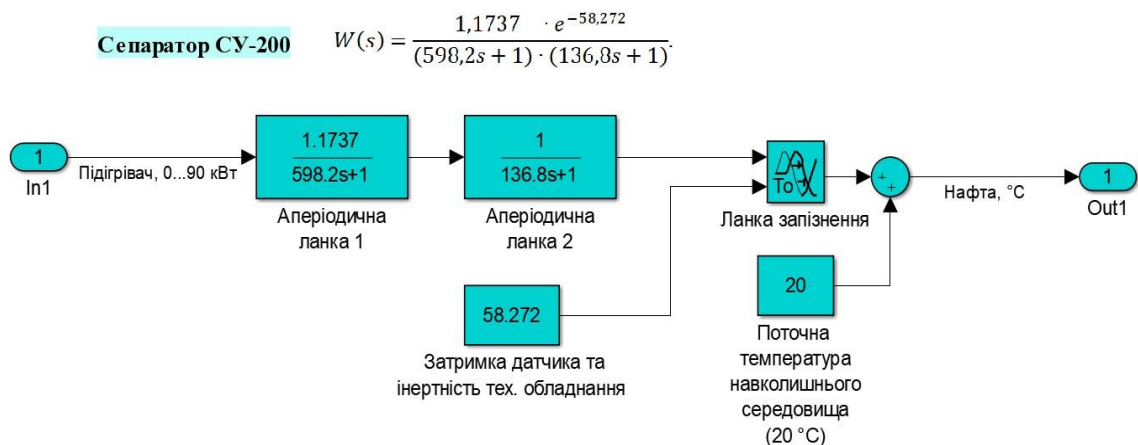 Сепаратор СУ-200
W(s) = 1,1737 · e^{−58,272} / (598,2s + 1) · (136,8s + 1).
1
In1
Підігрівач, 0...90 кВт
1.1737
598.2s+1
Аперіодична
ланка 1
1
136.8s+1
Аперіодична
ланка 2
To
Ланка запізнення
+
+
Нафта, °C
1
Out1
58.272
Затримка датчика та
інертність тех. обладнання
20
Поточна
температура
навколишнього
середовища
(20 °C)